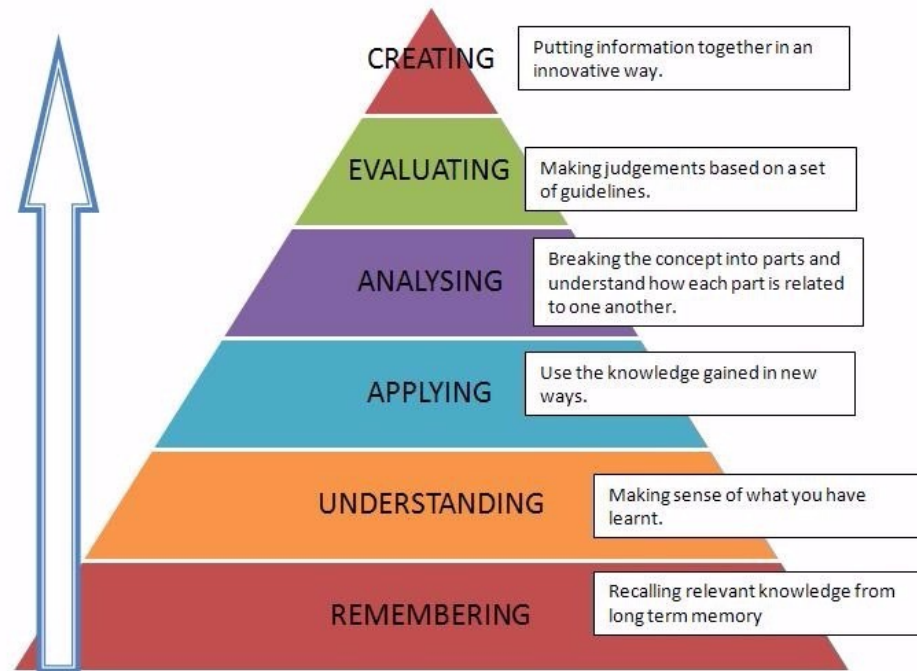 CREATING
Putting information together in an
innovative way.
EVALUATING
Making judgements based on a set
of guidelines.
ANALYSING
Breaking the concept into parts and
understand how each part is related
to one another.
APPLYING
Use the knowledge gained in new
ways.
UNDERSTANDING
Making sense of what you have
learnt.
REMEMBERING
Recalling relevant knowledge from
long term memory